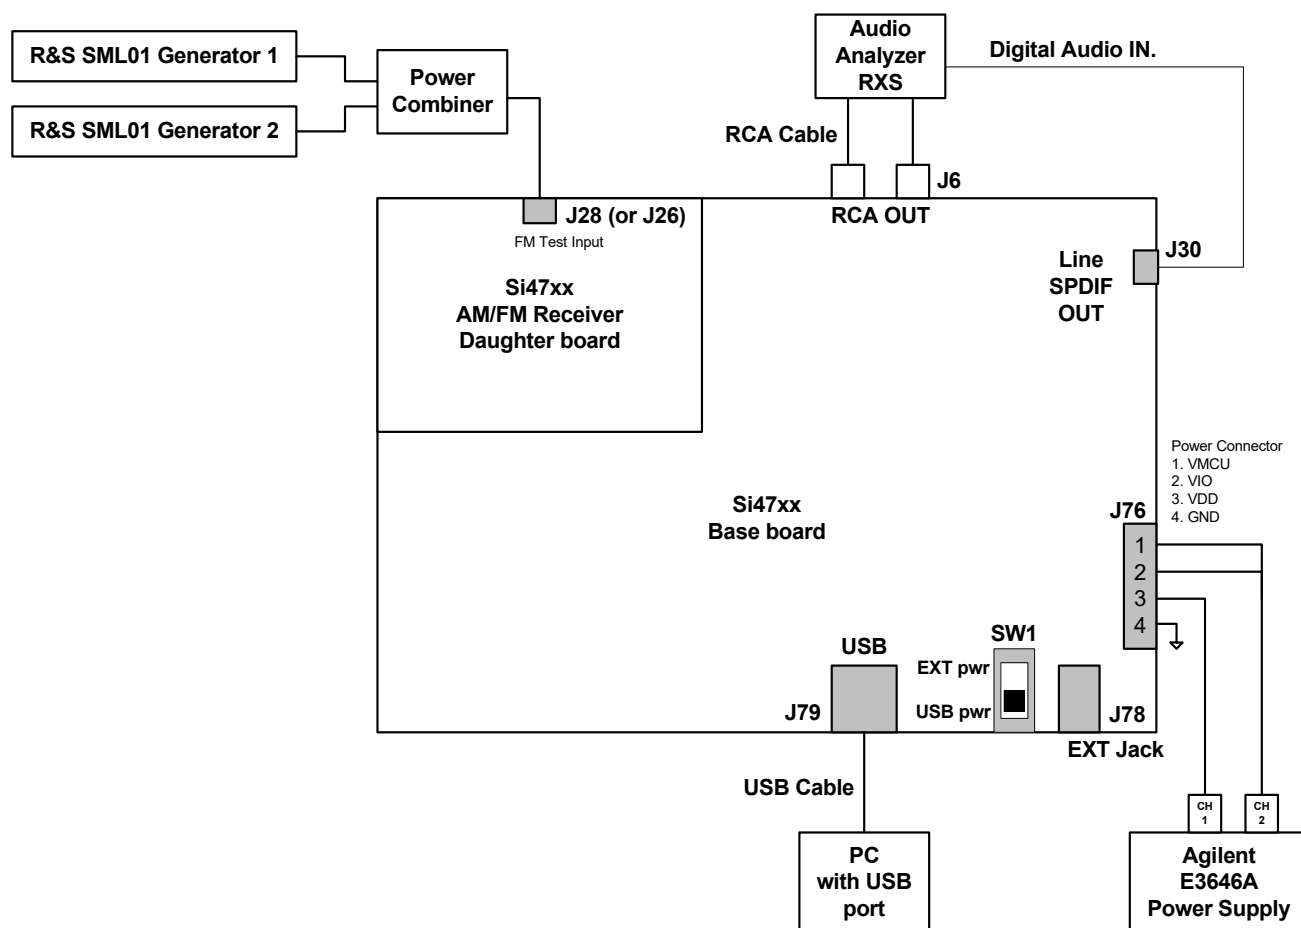 R&S SML01 Generator 1
R&S SML01 Generator 2
Power
Combiner
Audio
Analyzer
RXS
Digital Audio IN.
RCA Cable
J6
RCA OUT
J28 (or J26)
FM Test Input
Si47xx
AM/FM Receiver
Daughter board
Line
SPDIF
OUT
J30
Power Connector
1. VMCU
2. VIO
3. VDD
4. GND
Si47xx
Base board
J76
1
2
3
4
USB
J79
SW1
EXT pwr
USB pwr
J78
EXT Jack
USB Cable
PC
with USB
port
CH
1
CH
2
Agilent
E3646A
Power Supply